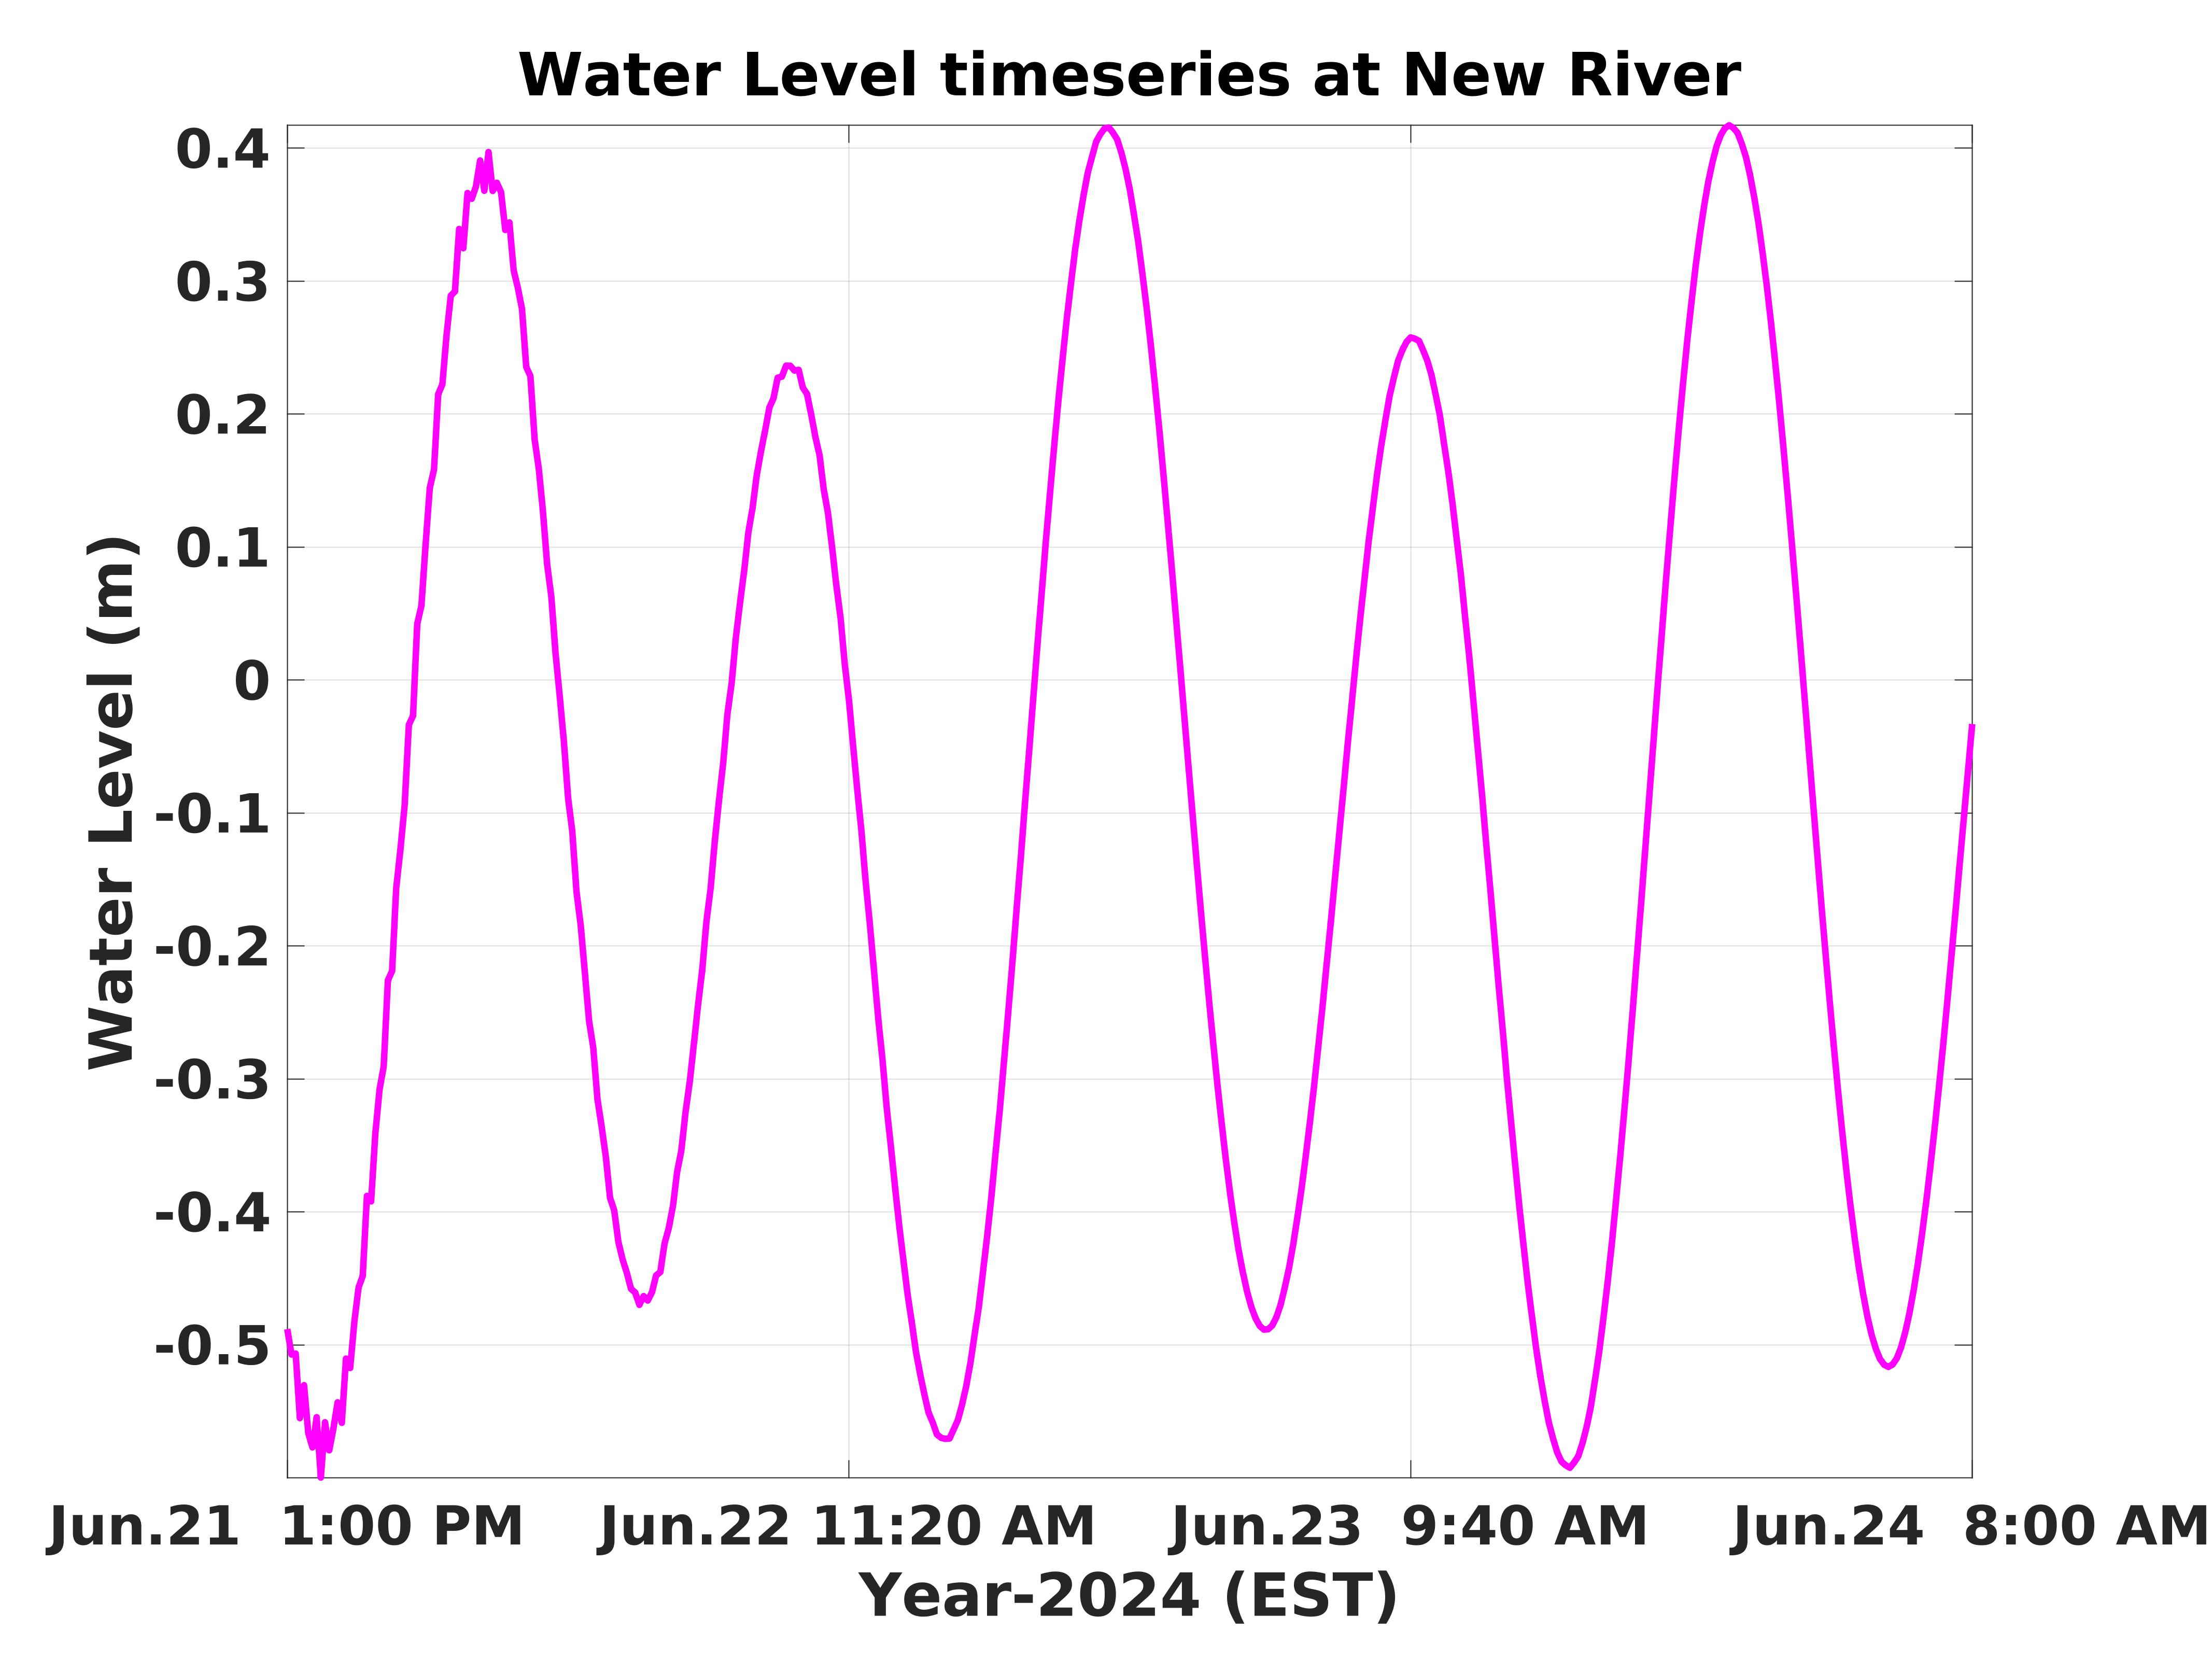 Water Level timeseries at New River
Water Level (m)
0.4
0.3
0.2
0.1
0
-0.1
-0.2
-0.3
-0.4
-0.5
Jun.21 1:00 PM Jun.22 11:20 AM Jun.23 9:40 AM Jun.24 8:00 AM
Year-2024 (EST)